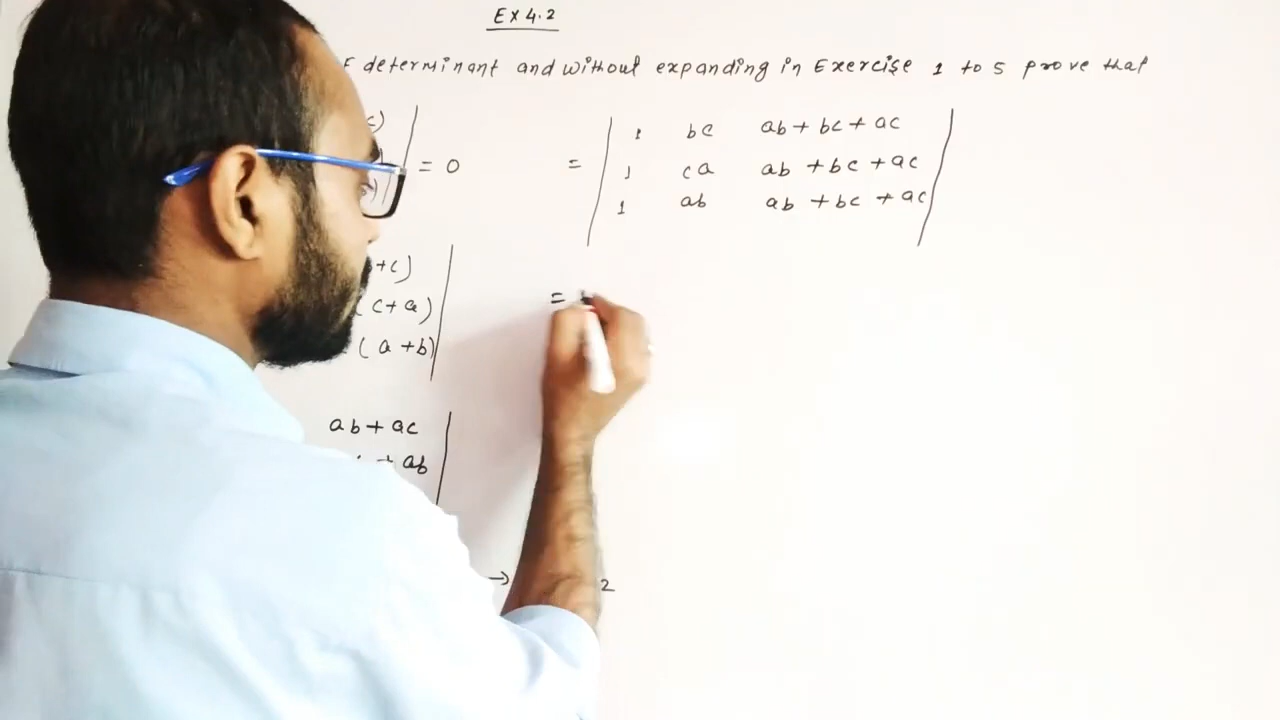 EX 4.2
F determinant and without expanding in Exercise 1 to 5 prove that
c)
= 0
+c)
( c+a)
( a +b)
ab + ac
+ ab
→ 2
= | 1 bc ab + bc + ac |
1 ca ab + bc + ac
1 ab ab + bc + ac
=